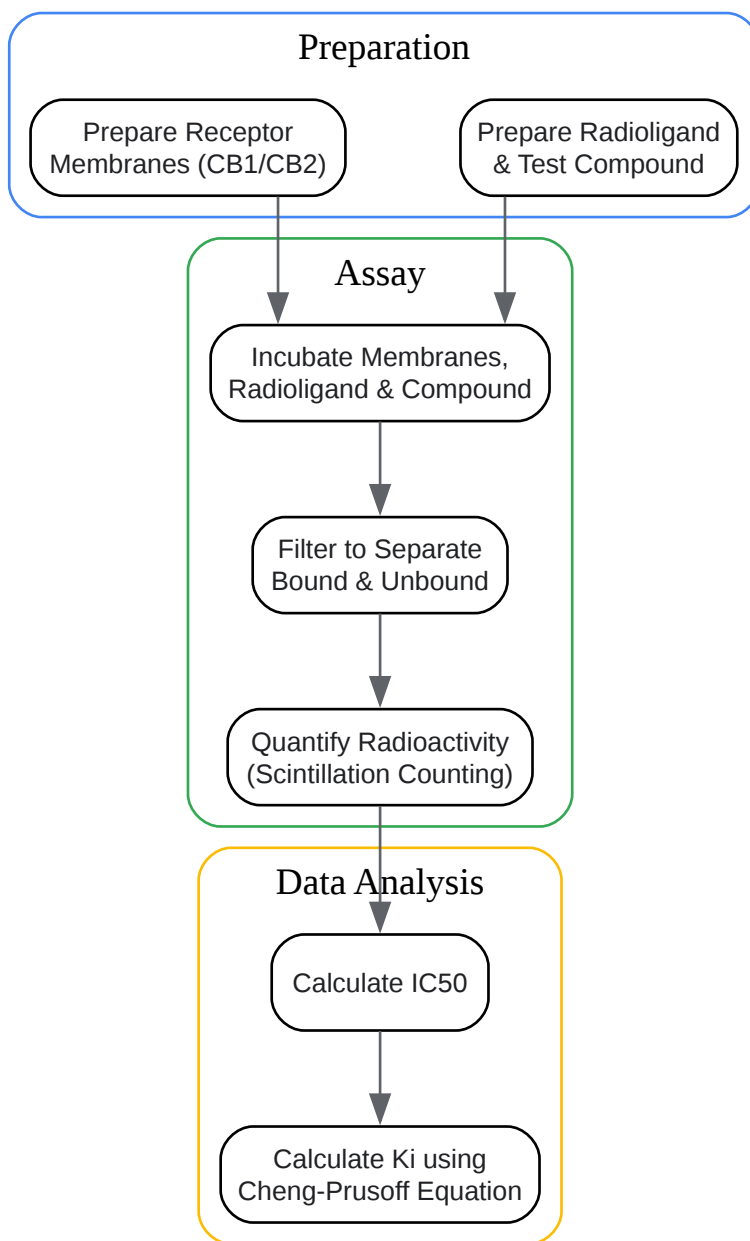 Preparation
Prepare Receptor
Membranes (CB1/CB2)
Prepare Radioligand
& Test Compound
Assay
Incubate Membranes,
Radioligand & Compound
Filter to Separate
Bound & Unbound
Quantify Radioactivity
(Scintillation Counting)
Data Analysis
Calculate IC50
Calculate Ki using
Cheng-Prusoff Equation